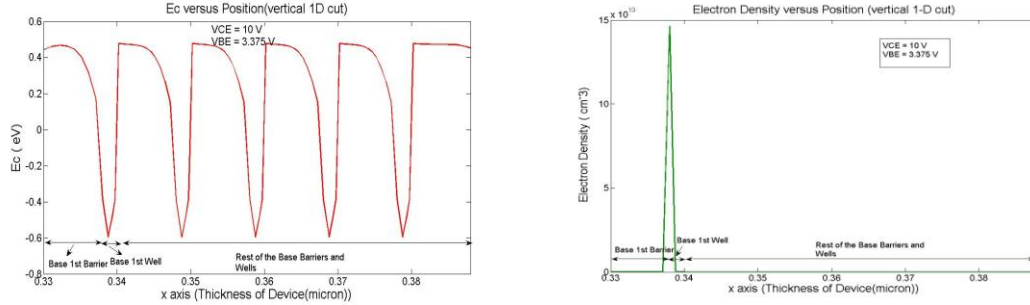 Ec versus Position(vertical 1D cut)
VCE = 10 V
VBE = 3.375 V
0.6
0.4
0.2
0
-0.2
-0.4
-0.6
-0.8
Ec ( eV)
Base 1st Barrier
Base 1st Well
Rest of the Base Barriers and
Wells
0.33
0.34
0.35
0.36
0.37
0.38
x axis (Thickness of Device(micron))
Electron Density versus Position (vertical 1-D cut)
x 10¹³
VCE = 10 V
VBE = 3.375 V
15
10
5
0
Electron Density ( cm^3)
Base 1st Barrier
Base 1st Well
Rest of the Base Barriers and
Wells
0.33
0.34
0.35
0.36
0.37
0.38
x axis (Thickness of Device(micron))